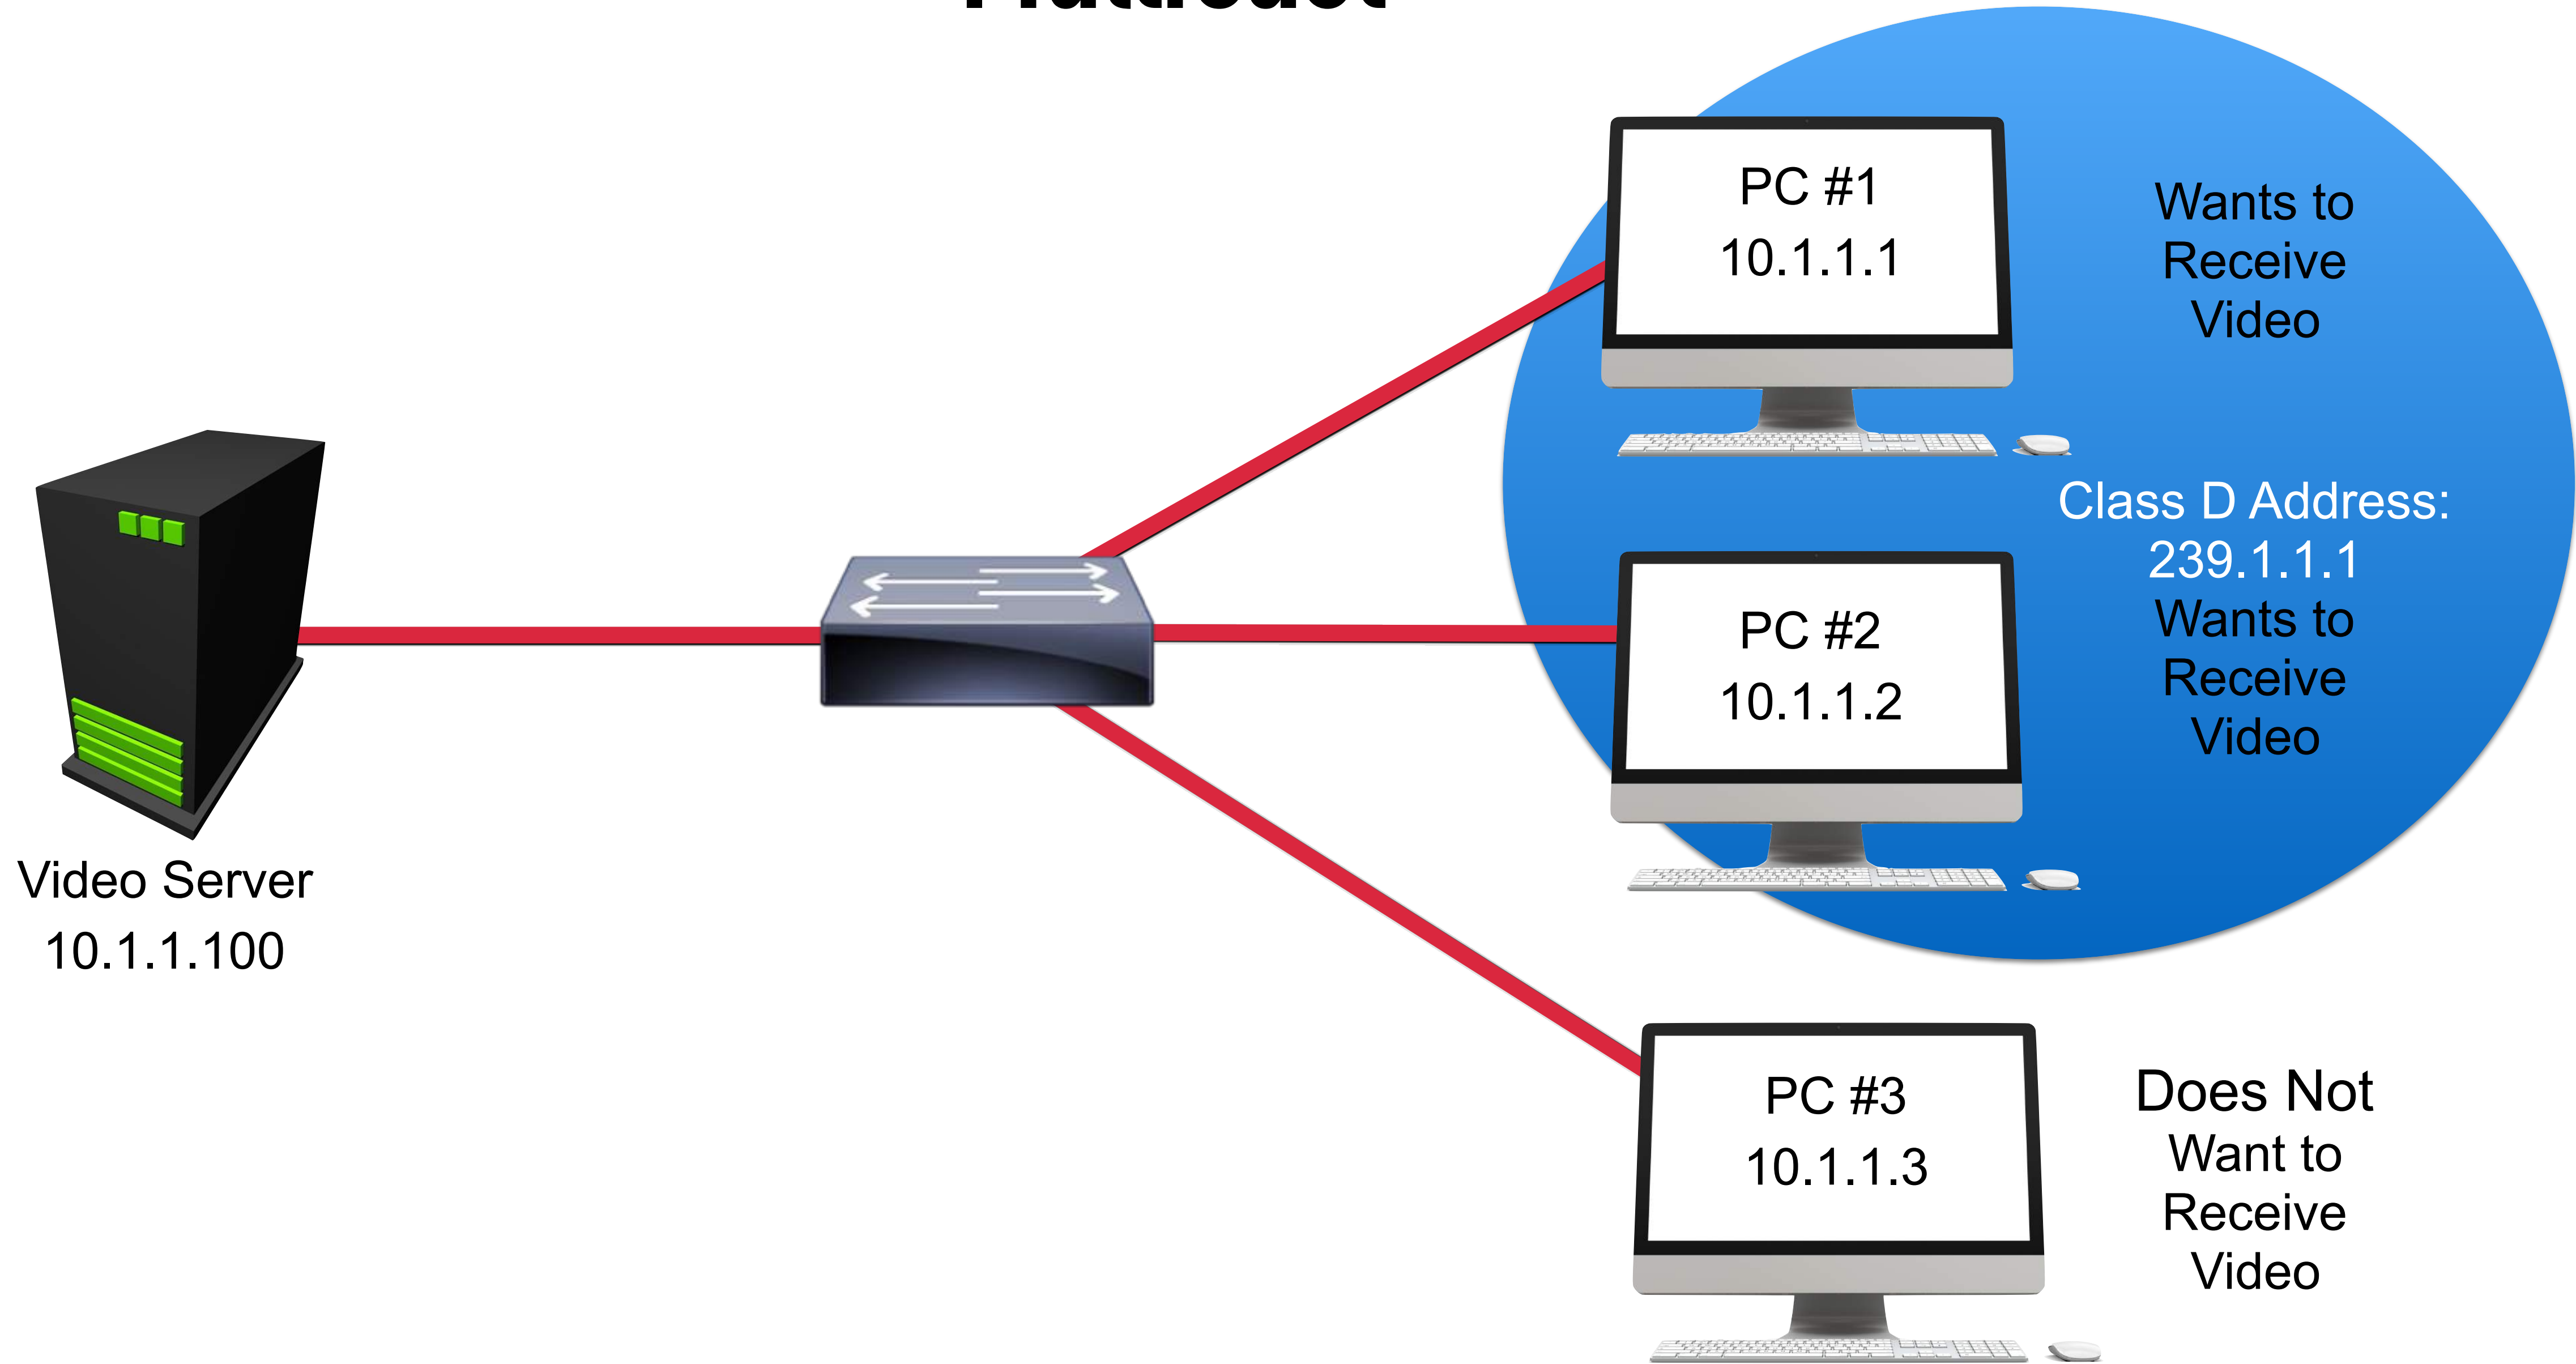 Multicast
PC #1
10.1.1.1
Wants to
Receive
Video
Class D Address:
239.1.1.1
PC #2
10.1.1.2
Wants to
Receive
Video
Video Server
10.1.1.100
PC #3
10.1.1.3
Does Not
Want to
Receive
Video